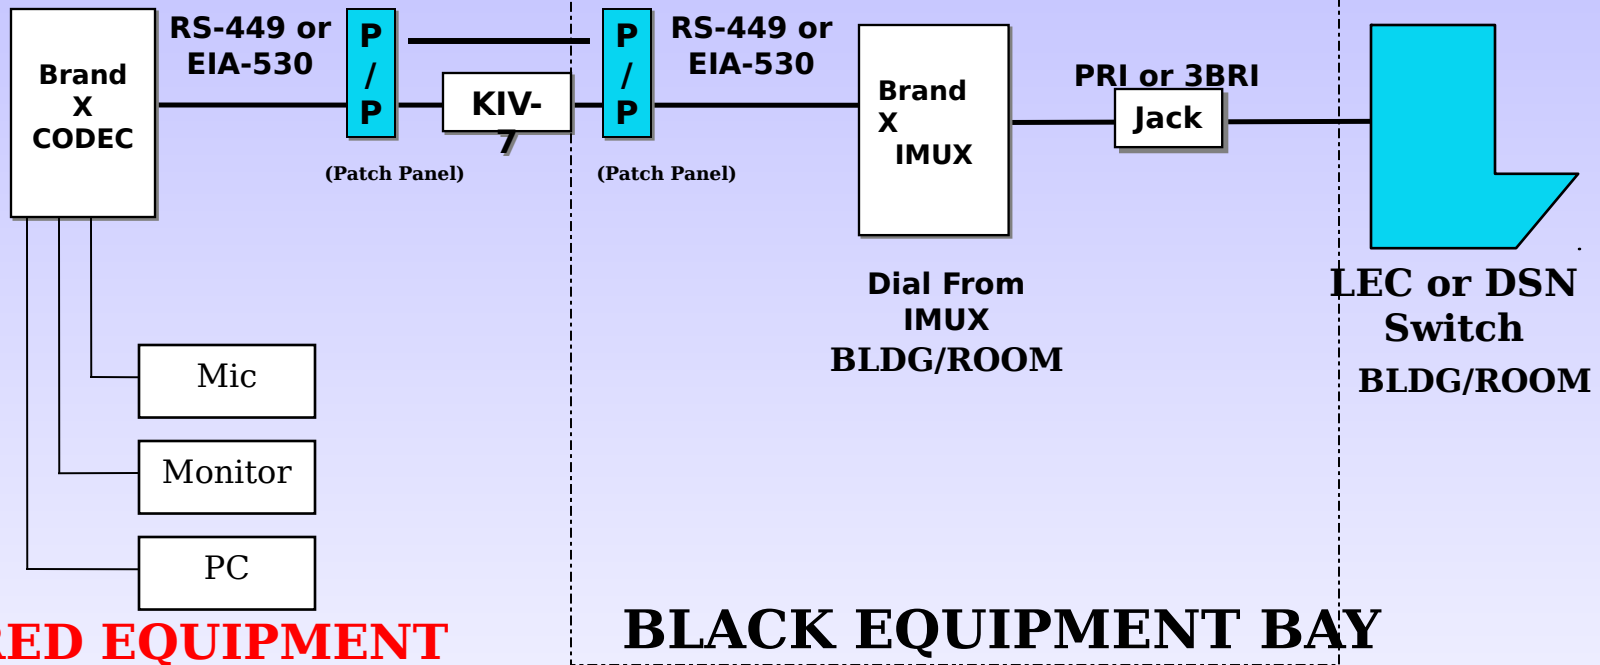 Brand
X
CODEC
RS-449 or
EIA-530
P
/
P
(Patch Panel)
KIV-
7
P
/
P
(Patch Panel)
RS-449 or
EIA-530
Brand
X
IMUX
Dial From
IMUX
BLDG/ROOM
PRI or 3BRI
Jack
LEC or DSN
Switch
BLDG/ROOM
Mic
Monitor
PC
RED EQUIPMENT
BLACK EQUIPMENT BAY